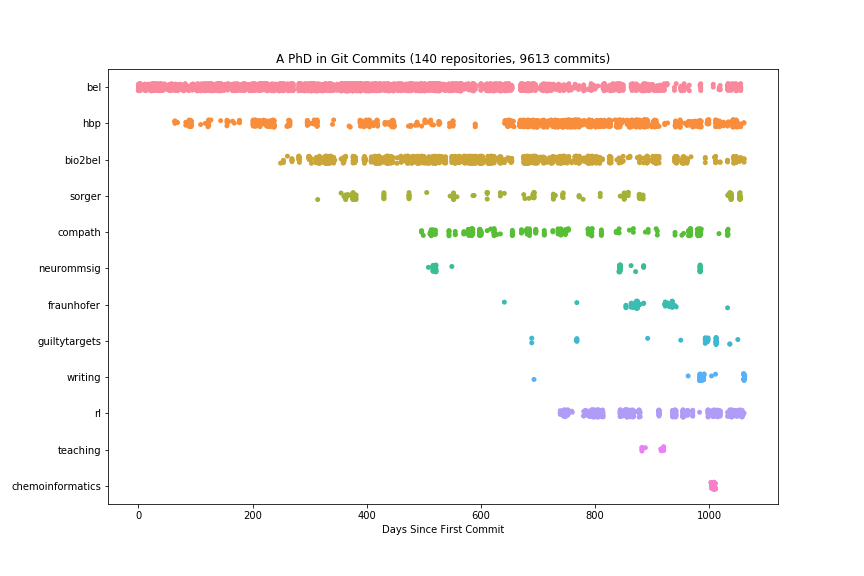 A PhD in Git Commits (140 repositories, 9613 commits)
bel
hbp
bio2bel
sorger
compath
neurommsig
fraunhofer
guiltytargets
writing
rl
teaching
chemoinformatics
0 200 400 600 800 1000
Days Since First Commit